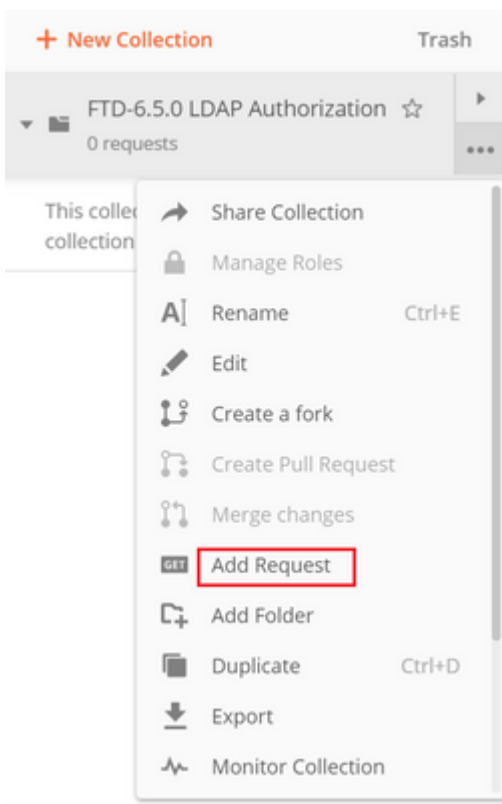 + New Collection Trash
FTD-6.5.0 LDAP Authorization
0 requests
This collec
collection
Share Collection
Manage Roles
Rename Ctrl+E
Edit
Create a fork
Create Pull Request
Merge changes
GET Add Request
Add Folder
Duplicate Ctrl+D
Export
Monitor Collection